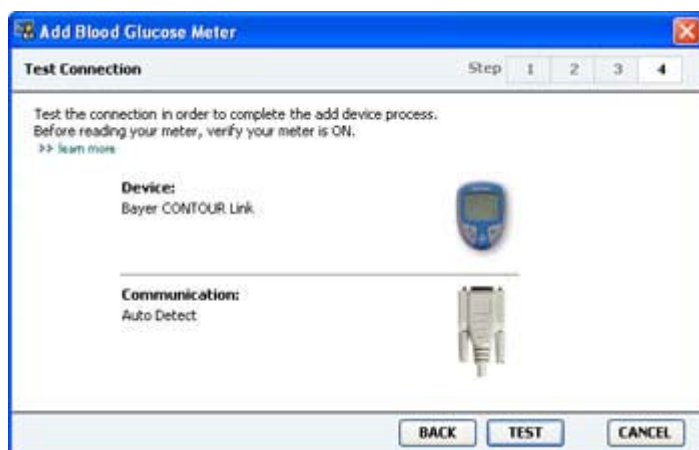 Add Blood Glucose Meter
Test Connection Step 1 2 3 4
Test the connection in order to complete the add device process.
Before reading your meter, verify your meter is ON.
>> learn more
Device:
Bayer CONTOUR Link
Communication:
Auto Detect
BACK TEST CANCEL